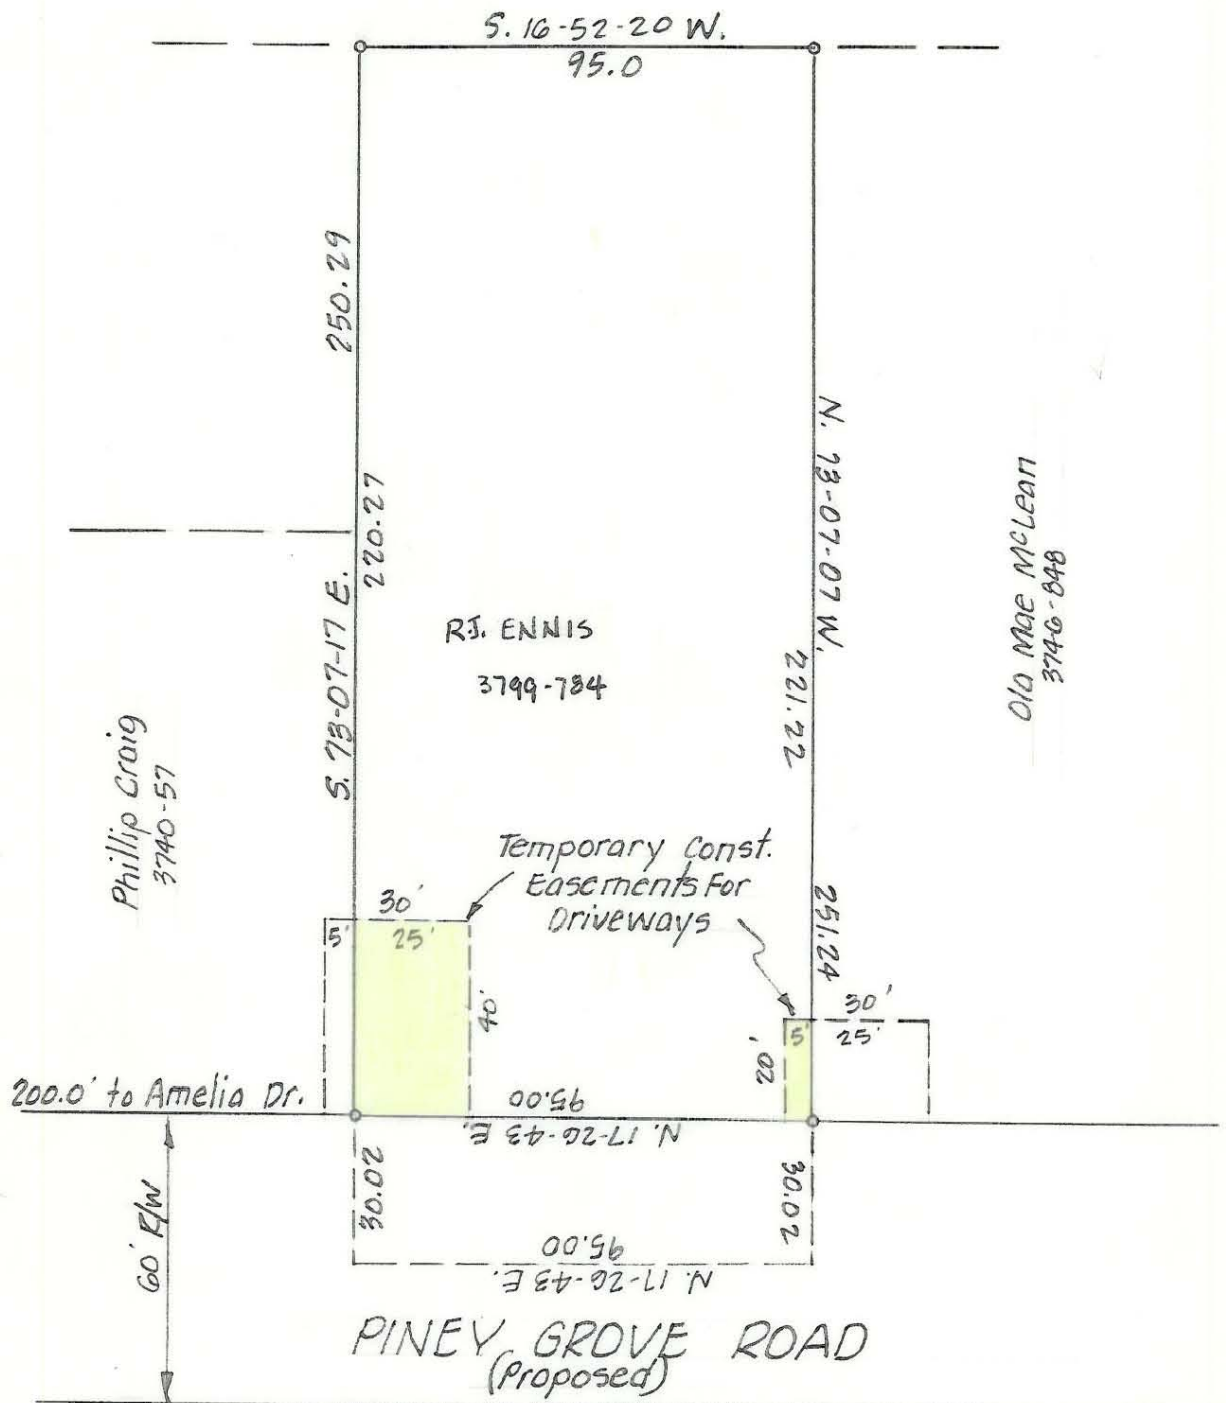 S. 16-52-20 W.
95.0
250.29
220.27
S. 73-07-17 E.
N. 73-07-07 W.
221.22
251.24
R.J. ENNIS
3799-784
Ola Mae McLean
3746-848
Phillip Craig
3740-57
Temporary Const.
Easements For
Driveways
30'
5'
25'
40'
30'
5'
25'
20'
200.0' to Amelia Dr.
95.00
N. 17-26-43 E.
30.02
30.02
95.00
N. 17-26-43 E.
60' R/W
PINEY GROVE ROAD
(Proposed)